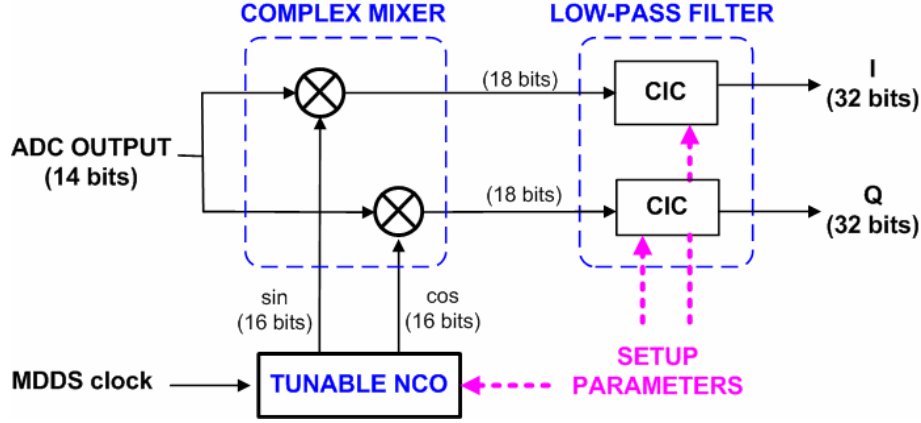 COMPLEX MIXER
LOW-PASS FILTER
(18 bits)
CIC
I
(32 bits)
ADC OUTPUT
(14 bits)
(18 bits)
CIC
Q
(32 bits)
sin
(16 bits)
cos
(16 bits)
MDDS clock
TUNABLE NCO
SETUP
PARAMETERS